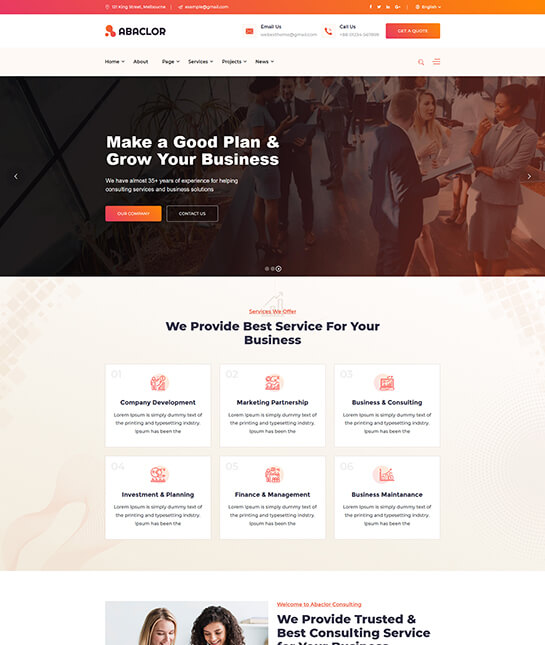 121 King Street, Melbourne
example@gmail.com
English
ABACLOR
Email Us
Call Us
GET A QUOTE
Home
About
Page
Services
Projects
News
Make a Good Plan &
Grow Your Business
We have almost 35+ years of experience for helping
consulting services and business solutions
OUR COMPANY
CONTACT US
Services We Offer
We Provide Best Service For Your
Business
01
02
03
Company Development
Lorem Ipsum is simply dummy text of
the printing and typesetting industry.
Ipsum has been the
Marketing Partnership
Lorem Ipsum is simply dummy text of
the printing and typesetting industry.
Ipsum has been the
Business & Consulting
Lorem Ipsum is simply dummy text of
the printing and typesetting industry.
Ipsum has been the
04
05
06
Investment & Planning
Lorem Ipsum is simply dummy text of
the printing and typesetting industry.
Ipsum has been the
Finance & Management
Lorem Ipsum is simply dummy text of
the printing and typesetting industry.
Ipsum has been the
Business Maintanance
Lorem Ipsum is simply dummy text of
the printing and typesetting industry.
Ipsum has been the
Welcome to Abaclor Consulting
We Provide Trusted &
Best Consulting Service
for Your Business